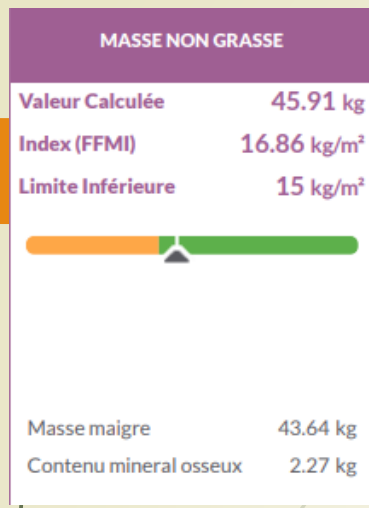 MASSE NON GRASSE
Valeur Calculée 45.91 kg
Index (FFMI) 16.86 kg/m²
Limite Inférieure 15 kg/m²
Masse maigre 43.64 kg
Contenu mineral osseux 2.27 kg